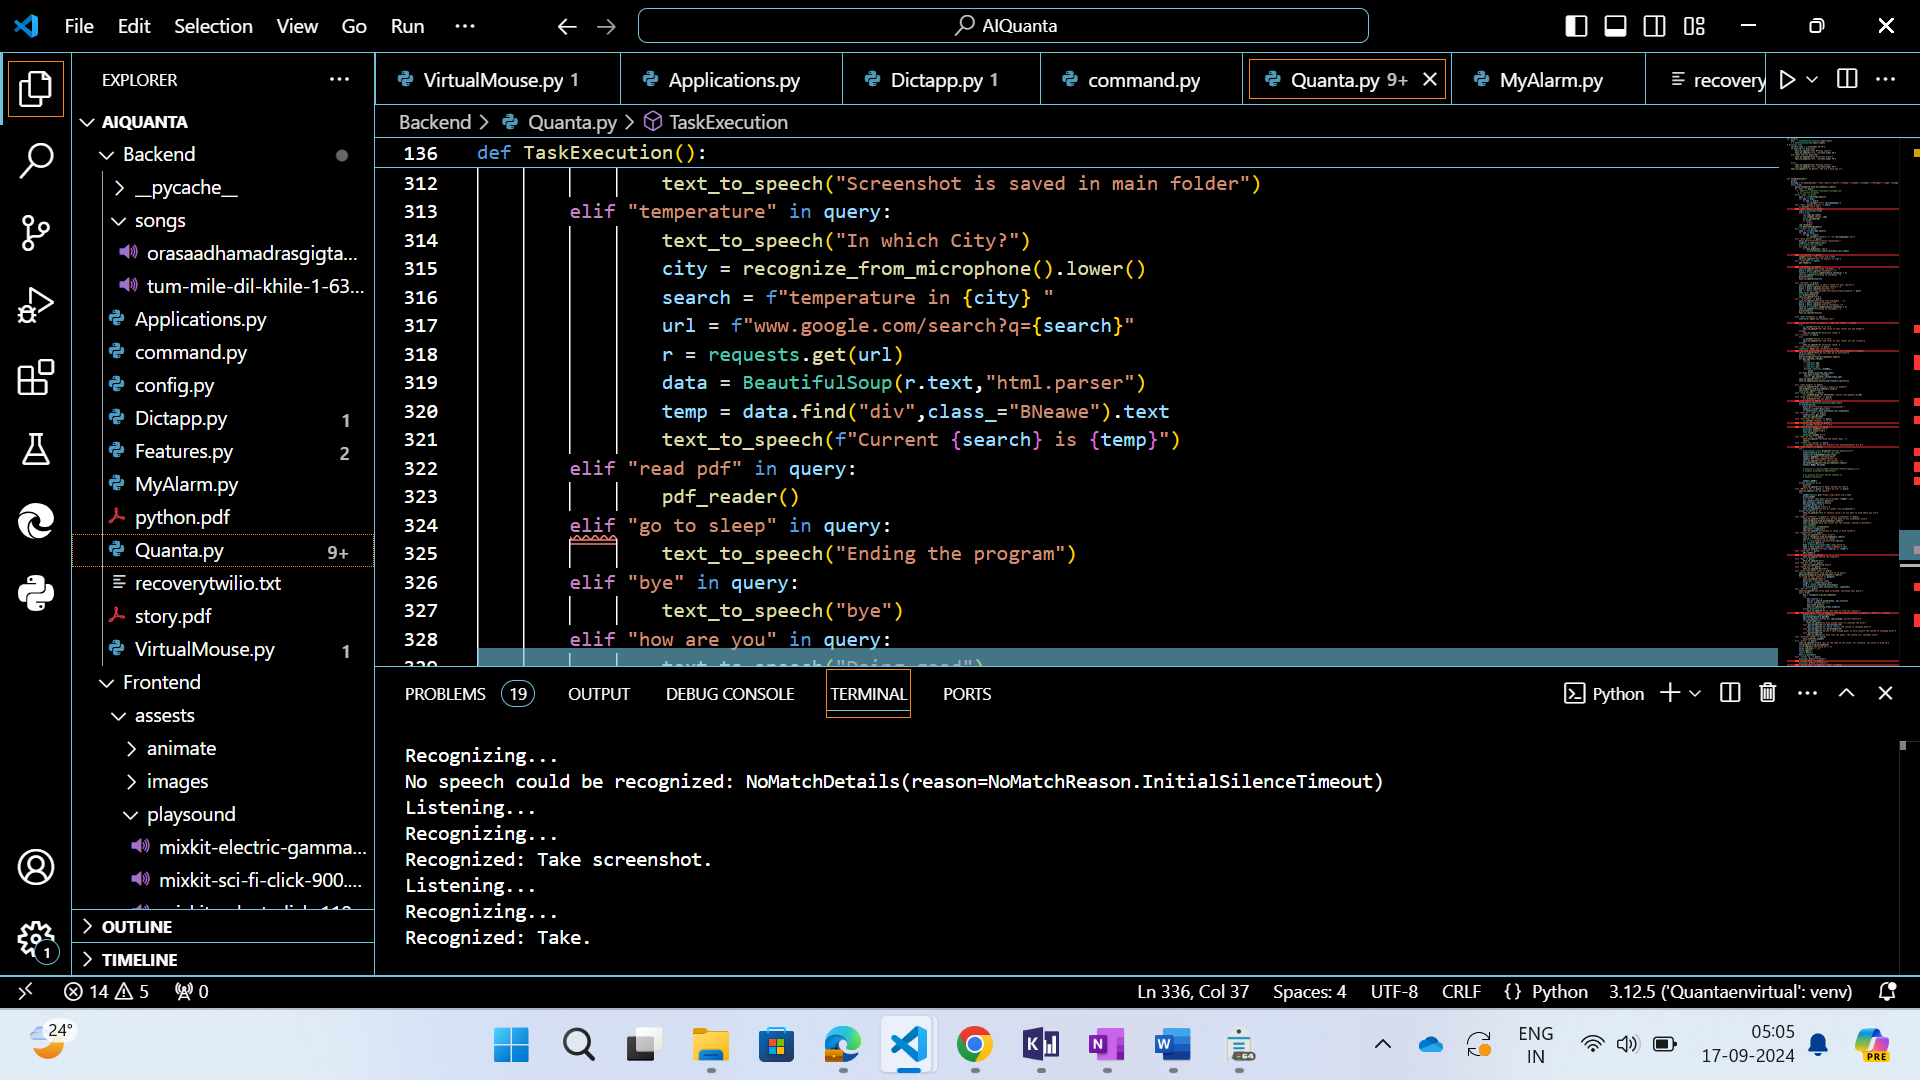 File Edit Selection View Go Run ··· AIQuanta
EXPLORER ···
VirtualMouse.py 1 Applications.py Dictapp.py 1 command.py Quanta.py 9+ MyAlarm.py recovery
AIQUANTA
Backend
__pycache__
songs
orasaadhamadrasgigta...
tum-mile-dil-khile-1-63...
Applications.py
command.py
config.py
Dictapp.py 1
Features.py 2
MyAlarm.py
python.pdf
Quanta.py 9+
recoverytwilio.txt
story.pdf
VirtualMouse.py 1
Frontend
assests
animate
images
playsound
mixkit-electric-gamma...
mixkit-sci-fi-click-900....
OUTLINE
TIMELINE
Backend > Quanta.py > TaskExecution
136 def TaskExecution():
312 text_to_speech("Screenshot is saved in main folder")
313 elif "temperature" in query:
314 text_to_speech("In which City?")
315 city = recognize_from_microphone().lower()
316 search = f"temperature in {city} "
317 url = f"www.google.com/search?q={search}"
318 r = requests.get(url)
319 data = BeautifulSoup(r.text,"html.parser")
320 temp = data.find("div",class_="BNeawe").text
321 text_to_speech(f"Current {search} is {temp}")
322 elif "read pdf" in query:
323 pdf_reader()
324 elif "go to sleep" in query:
325 text_to_speech("Ending the program")
326 elif "bye" in query:
327 text_to_speech("bye")
328 elif "how are you" in query:
329 text_to_speech("Doing good")
PROBLEMS 19 OUTPUT DEBUG CONSOLE TERMINAL PORTS Python
Recognizing...
No speech could be recognized: NoMatchDetails(reason=NoMatchReason.InitialSilenceTimeout)
Listening...
Recognizing...
Recognized: Take screenshot.
Listening...
Recognizing...
Recognized: Take.
1
14 5 0 Ln 336, Col 37 Spaces: 4 UTF-8 CRLF {} Python 3.12.5 ('Quantaenvirtual': venv)
24° ENG 05:05
IN 17-09-2024 PRE